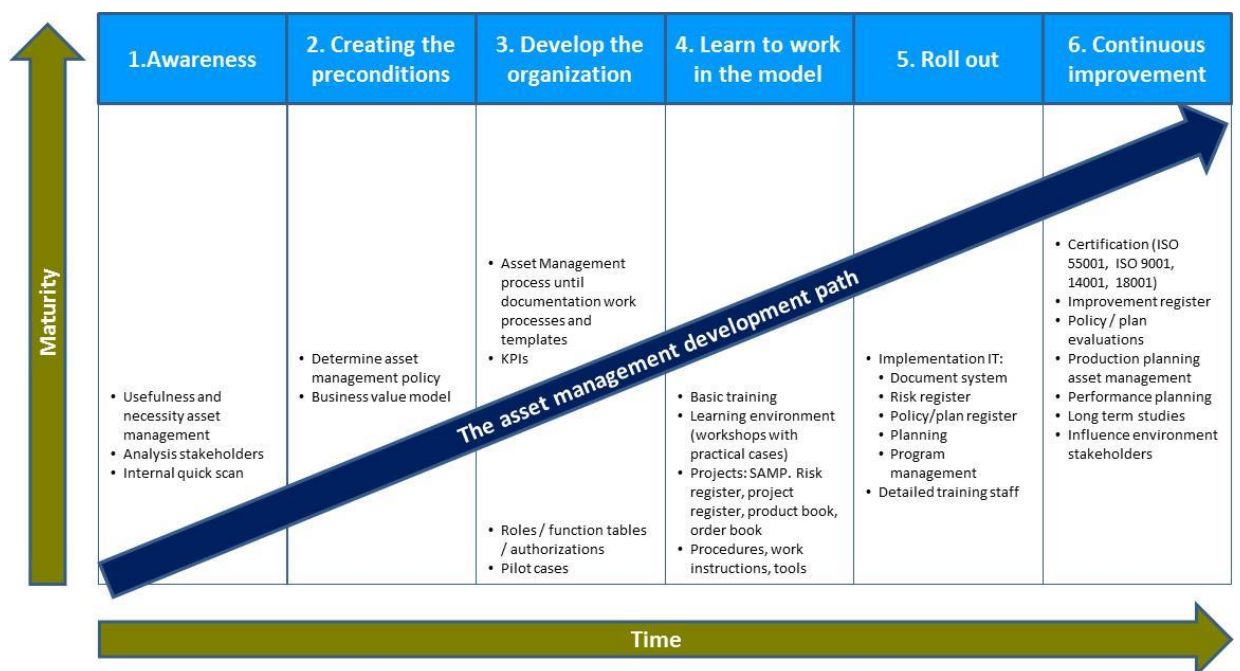 1.Awareness
2. Creating the
preconditions
3. Develop the
organization
4. Learn to work
in the model
5. Roll out
6. Continuous
improvement
Maturity
• Usefulness and
necessity asset
management
• Analysis stakeholders
• Internal quick scan
• Determine asset
management policy
• Business value model
• Asset Management
process until
documentation work
processes and
templates
• KPIs
• Roles / function tables
/ authorizations
• Pilot cases
• Basic training
• Learning environment
(workshops with
practical cases)
• Projects: SAMP. Risk
register, project
register, product book,
order book
• Procedures, work
instructions, tools
• Implementation IT:
• Document system
• Risk register
• Policy/plan register
• Planning
• Program
management
• Detailed training staff
• Certification (ISO
55001, ISO 9001,
14001, 18001)
• Improvement register
• Policy / plan
evaluations
• Production planning
asset management
• Performance planning
• Long term studies
• Influence environment
stakeholders
The asset management development path
Time